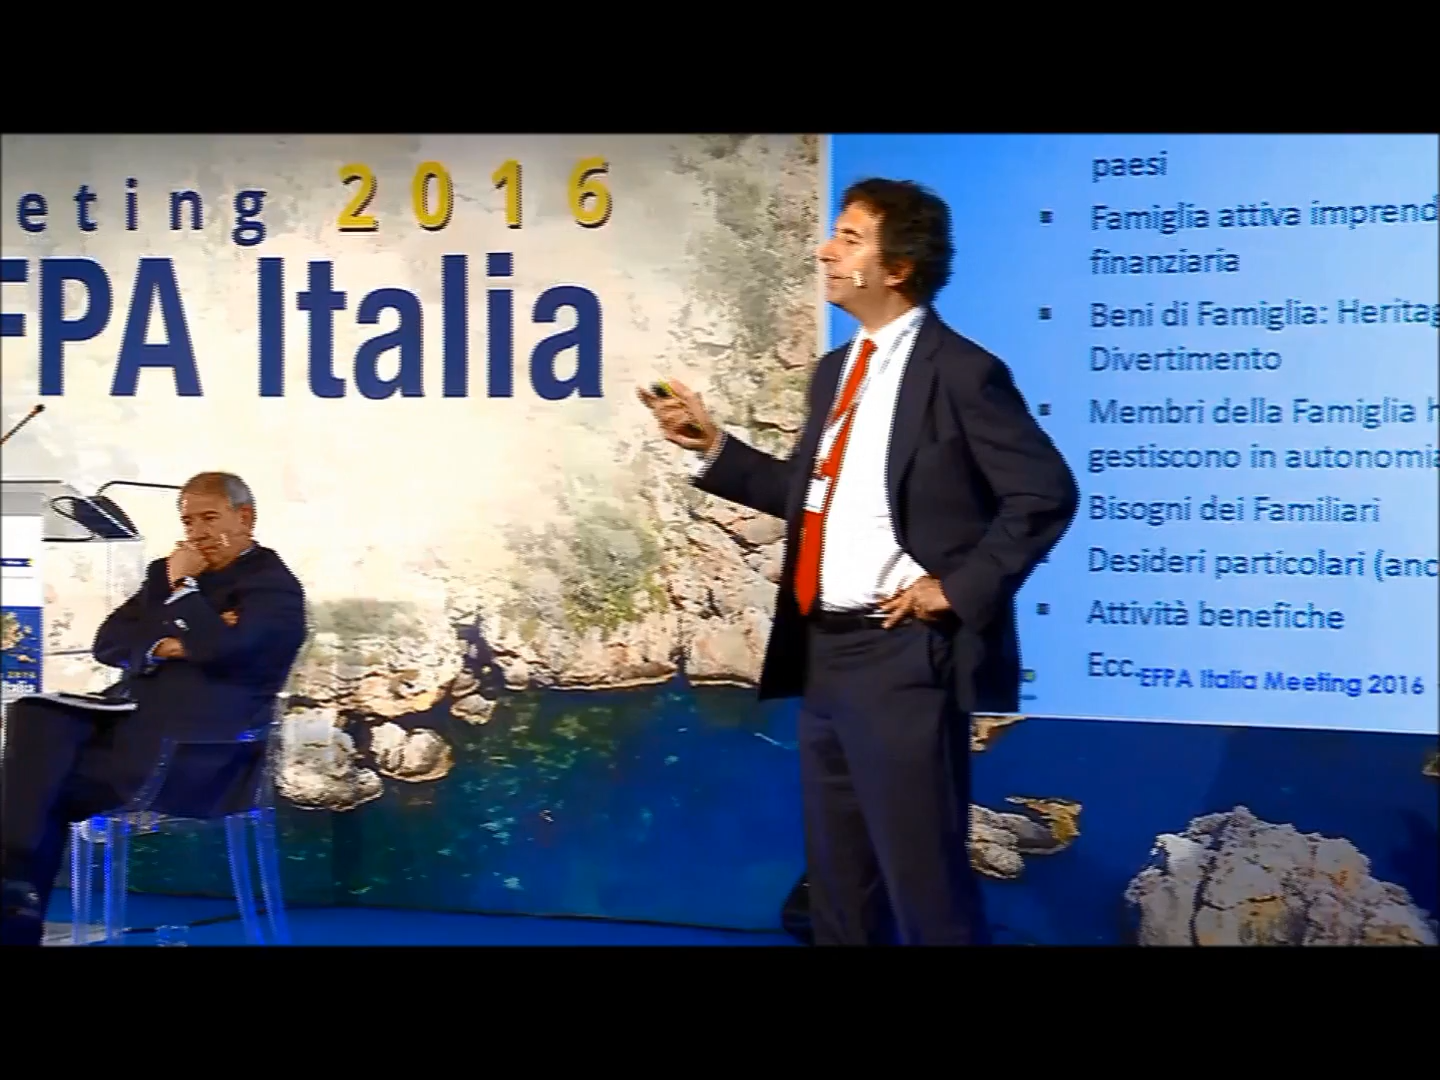 eting 2016
FPA Italia
paesi
Famiglia attiva imprend
finanziaria
Beni di Famiglia: Heritag
Divertimento
Membri della Famiglia h
gestiscono in autonomia
Bisogni dei Familiari
Desideri particolari (anc
Attività benefiche
Ecc.
EFPA Italia Meeting 2016